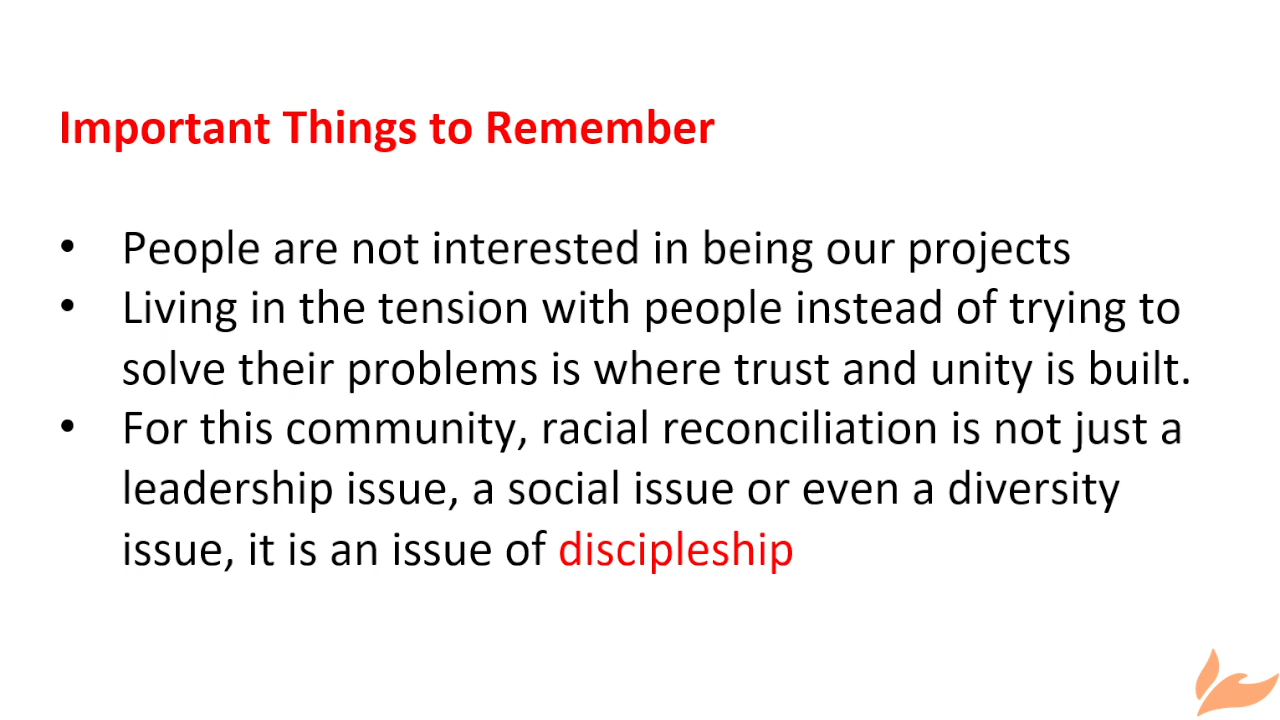 Important Things to Remember
• People are not interested in being our projects
• Living in the tension with people instead of trying to
solve their problems is where trust and unity is built.
• For this community, racial reconciliation is not just a
leadership issue, a social issue or even a diversity
issue, it is an issue of discipleship